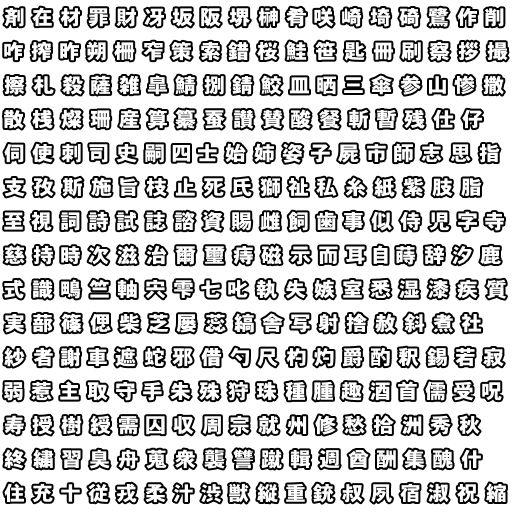 剤在材罪財冴坂阪堺榊肴咲崎埼碕鷺作削
咋搾昨朔柵窄策索錯桜鮭笹匙冊刷察拶撮
擦札殺薩雑皐鯖捌錆鮫皿晒三傘参山惨撒
散桟燦珊産算纂蚕讃賛酸餐斬暫残仕仔
伺使刺司史嗣四士始姉姿子屍市師志思指
支孜斯施旨枝止死氏獅祉私糸紙紫肢脂
至視詞詩試誌諮資賜雌飼歯事似侍児字寺
慈持時次滋治爾璽痔磁示而耳自蒔辞汐鹿
式識鴫竺軸宍雫七叱執失嫉室悉湿漆疾質
実蔀篠偲柴芝屡蕊縞舎写射捨赦斜煮社
紗者謝車遮蛇邪借勺尺杓灼爵酌釈錫若寂
弱惹主取守手朱殊狩珠種腫趣酒首儒受呪
寿授樹綬需囚収周宗就州修愁拾洲秀秋
終繍習臭舟蒐衆襲讐蹴輯週酋酬集醜什
住充十従戎柔汁渋獣縦重銃叔夙宿淑祝縮